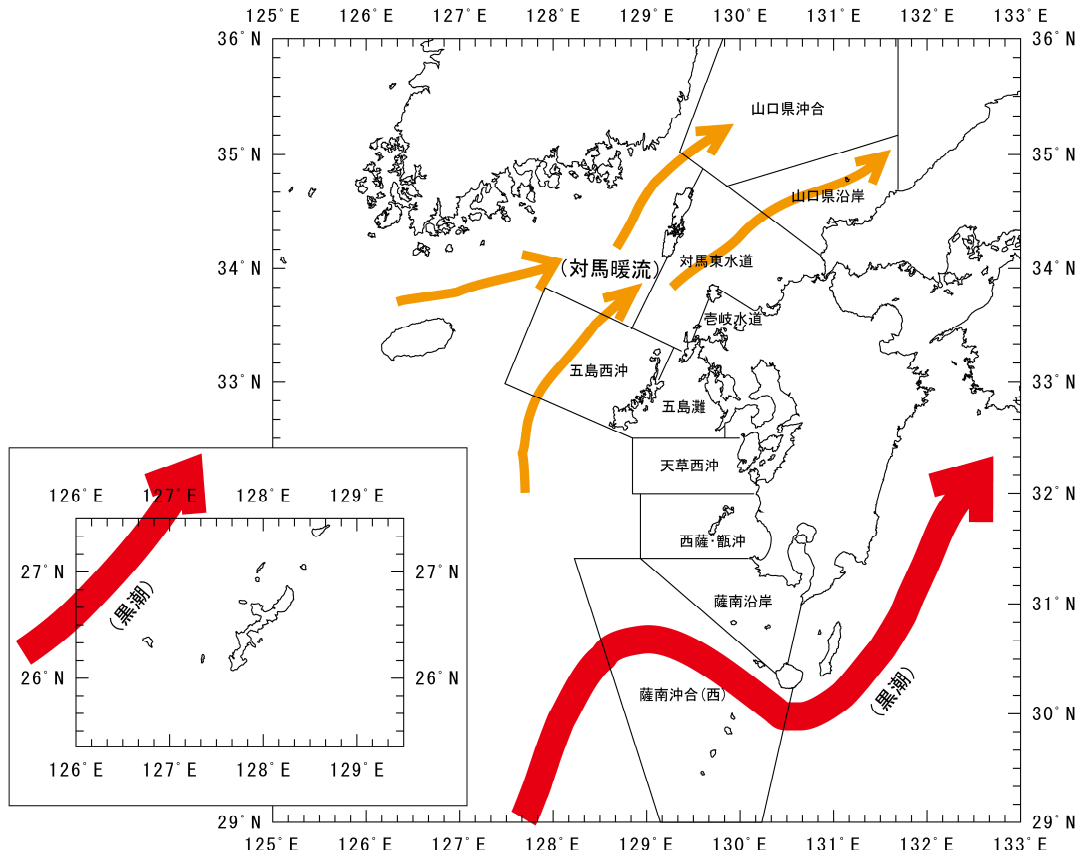 125°E 126°E 127°E 128°E 129°E 130°E 131°E 132°E 133°E
36°N 36°N
山口県沖合
35°N 35°N
山口県沿岸
対馬東水道
34°N (対馬暖流) 34°N
壱岐水道
五島西沖
33°N 33°N
五島灘
天草西沖
126°E 127°E 128°E 129°E
32°N
西薩・甑沖
27°N 27°N
(黒潮)
薩南沿岸
31°N
26°N 26°N
薩南沖合(西)
(黒潮)
30°N
126°E 127°E 128°E 129°E
29°N 29°N
125°E 126°E 127°E 128°E 129°E 130°E 131°E 132°E 133°E